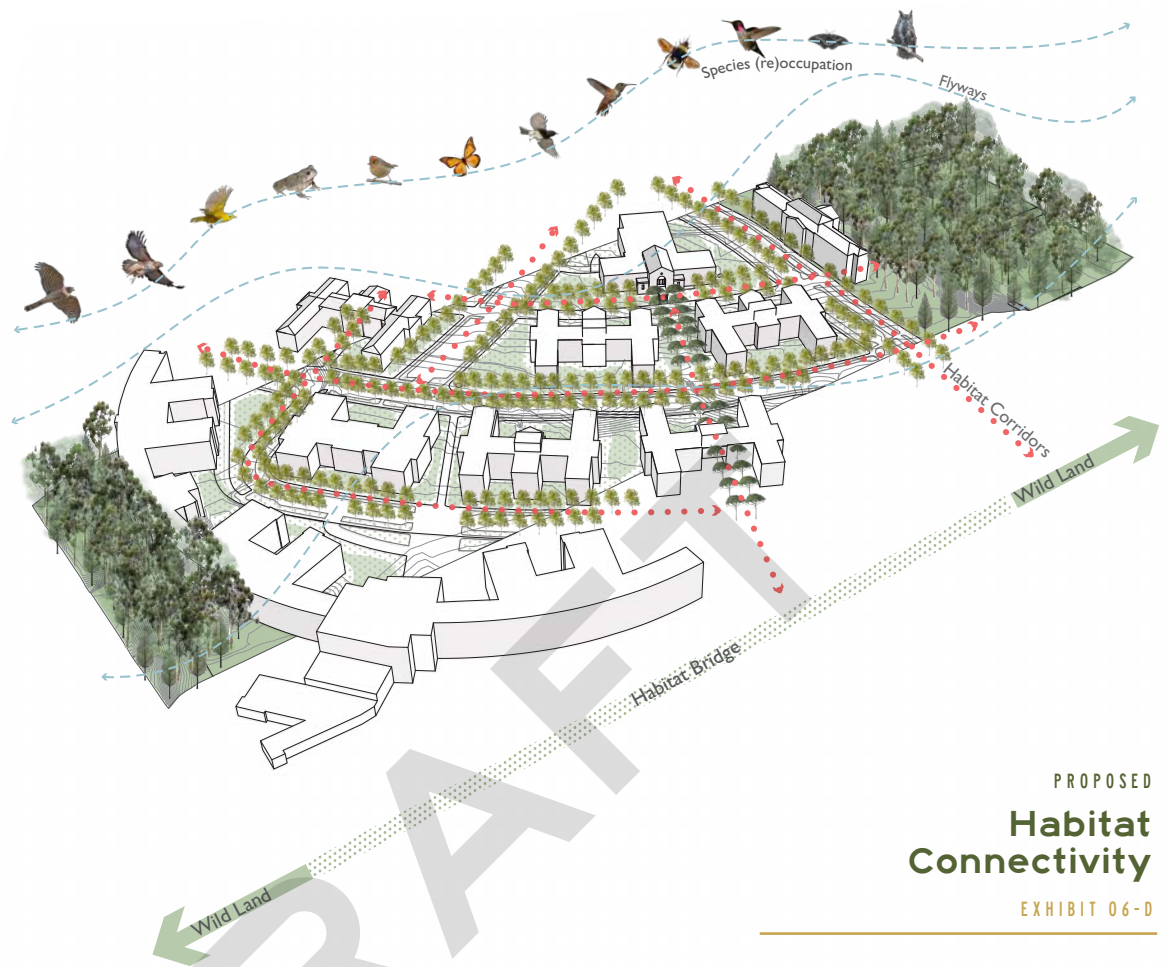 Species (re)occupation
Flyways
Habitat Corridors
Wild Land
Habitat Bridge
Wild Land
DRAFT
PROPOSED
Habitat
Connectivity
EXHIBIT 06-D